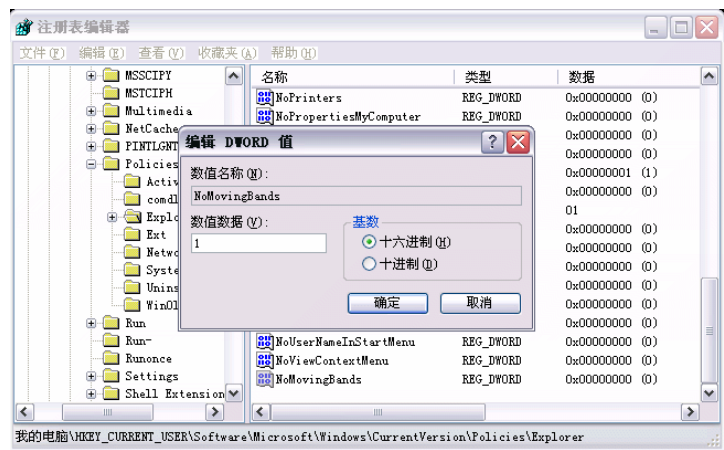 注册表编辑器
文件(F) 编辑(E) 查看(V) 收藏夹(A) 帮助(H)
MSSCIPY
MSTCIPH
Multimedia
NetCache
PINTLGNT
Policies
Activ
comdl
Explo
Ext
Netwo
Syste
Unins
WinOl
Run
Run-
Runonce
Settings
Shell Extension
名称 类型 数据
NoPrinters REG_DWORD 0x00000000 (0)
NoPropertiesMyComputer REG_DWORD 0x00000000 (0)
0x00000000 (0)
0x00000000 (0)
0x00000001 (1)
0x00000000 (0)
01
0x00000000 (0)
0x00000000 (0)
0x00000000 (0)
0x00000000 (0)
0x00000000 (0)
0x00000000 (0)
NoUserNameInStartMenu REG_DWORD 0x00000000 (0)
NoViewContextMenu REG_DWORD 0x00000000 (0)
NoMovingBands REG_DWORD 0x00000000 (0)
编辑 DWORD 值
数值名称(N):
NoMovingBands
数值数据(V):
1
基数
十六进制(H)
十进制(D)
确定 取消
我的电脑\HKEY_CURRENT_USER\Software\Microsoft\Windows\CurrentVersion\Policies\Explorer